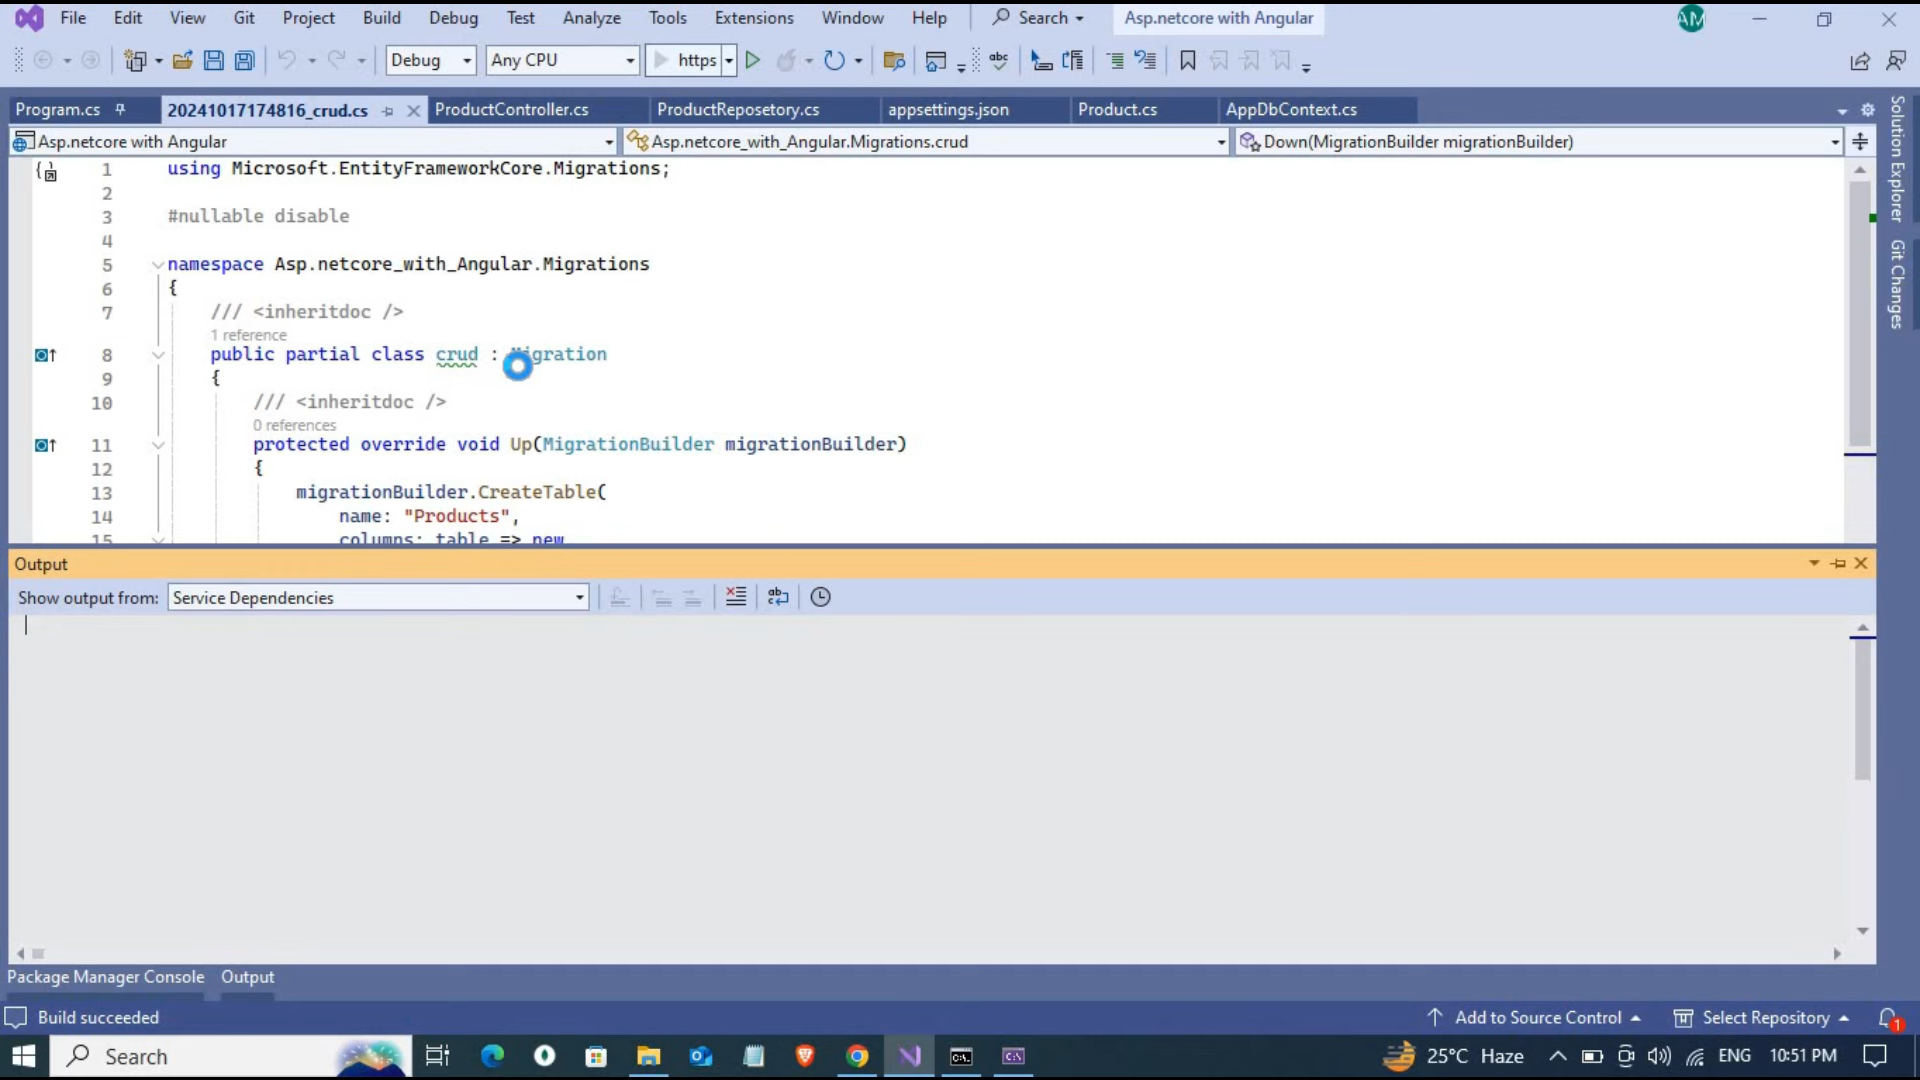 File Edit View Git Project Build Debug Test Analyze Tools Extensions Window Help Search Asp.netcore with Angular AM
Debug Any CPU https
Program.cs 20241017174816_crud.cs ProductController.cs ProductReposetory.cs appsettings.json Product.cs AppDbContext.cs
Asp.netcore with Angular Asp.netcore_with_Angular.Migrations.crud Down(MigrationBuilder migrationBuilder)
1 using Microsoft.EntityFrameworkCore.Migrations;
2
3 #nullable disable
4
5 namespace Asp.netcore_with_Angular.Migrations
6 {
7 /// <inheritdoc />
1 reference
8 public partial class crud : Migration
9 {
10 /// <inheritdoc />
0 references
11 protected override void Up(MigrationBuilder migrationBuilder)
12 {
13 migrationBuilder.CreateTable(
14 name: "Products",
15 columns: table => new
Solution Explorer
Git Changes
Output
Show output from: Service Dependencies
Package Manager Console Output
Build succeeded Add to Source Control Select Repository 1
Search 25°C Haze ENG 10:51 PM